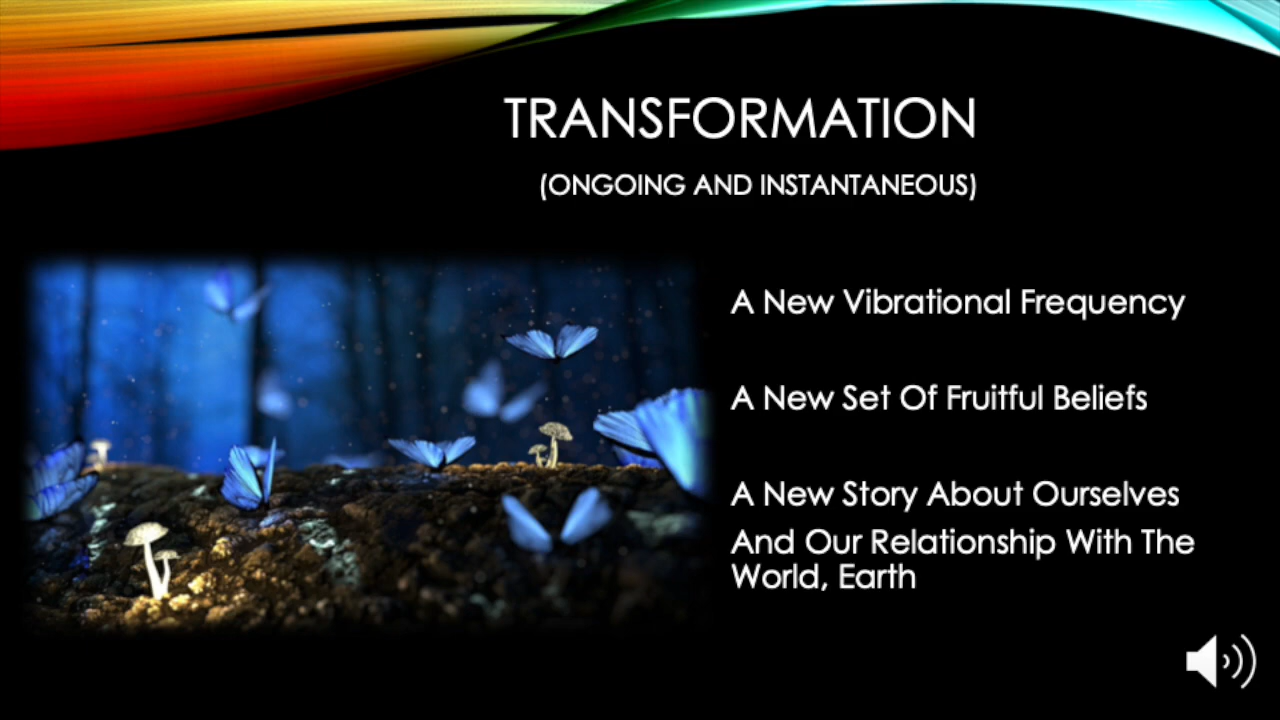 TRANSFORMATION
(ONGOING AND INSTANTANEOUS)
A New Vibrational Frequency
A New Set Of Fruitful Beliefs
A New Story About Ourselves
And Our Relationship With The
World, Earth